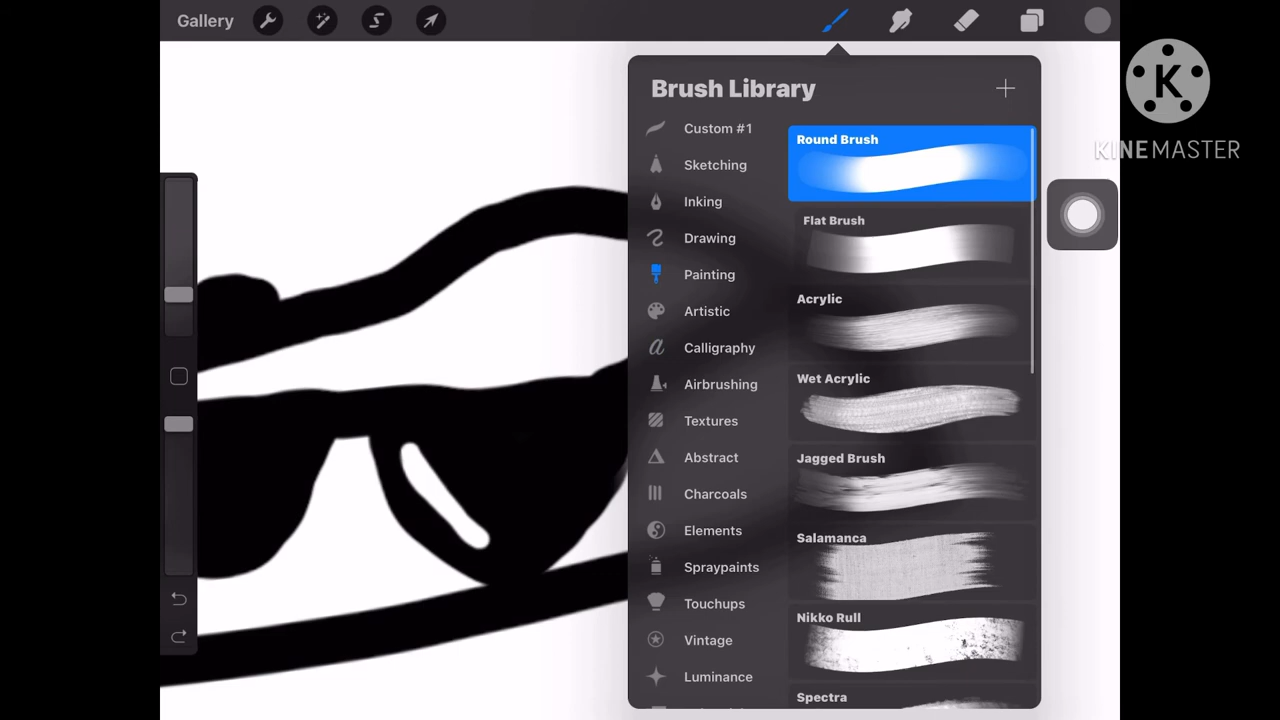 Gallery
Brush Library
Custom #1
Sketching
Inking
Drawing
Painting
Artistic
Calligraphy
Airbrushing
Textures
Abstract
Charcoals
Elements
Spraypaints
Touchups
Vintage
Luminance
Round Brush
Flat Brush
Acrylic
Wet Acrylic
Jagged Brush
Salamanca
Nikko Rull
Spectra
K
KINEMASTER